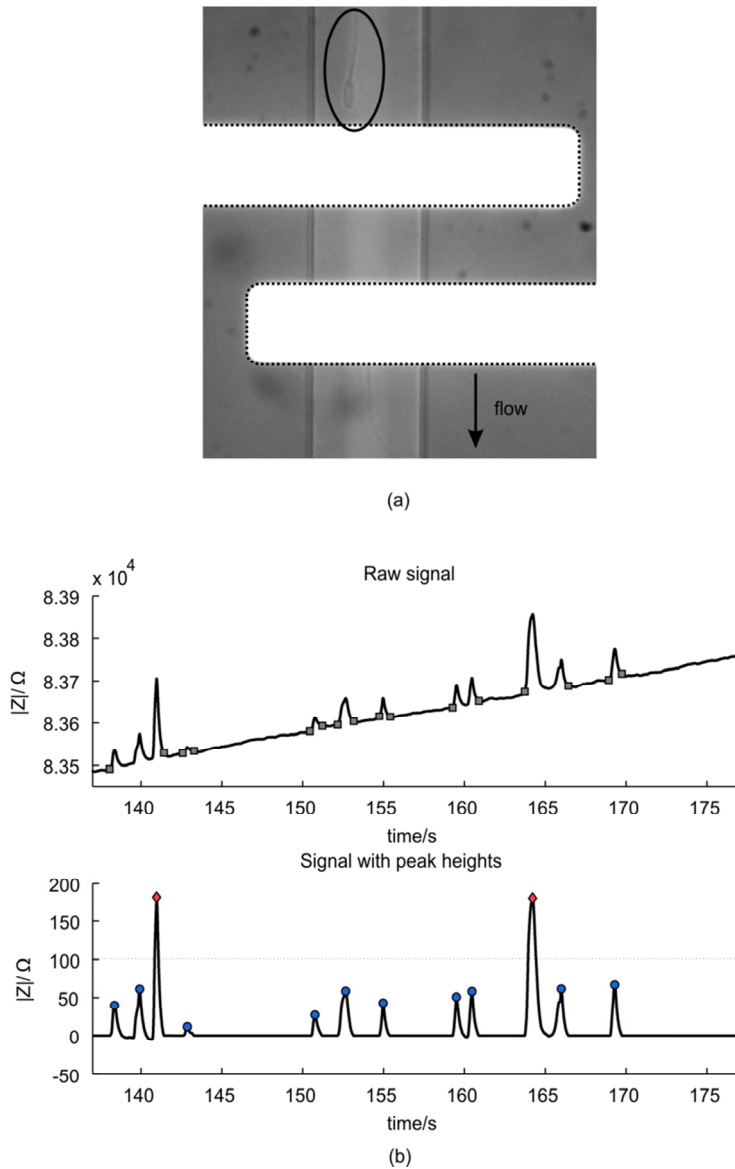 flow
(a)
x 10⁴
Raw signal
8.39
8.38
8.37
8.36
8.35
|Z|/ Ω
140 145 150 155 160 165 170 175
time/s
Signal with peak heights
200
150
100
50
0
-50
|Z|/ Ω
140 145 150 155 160 165 170 175
time/s
(b)